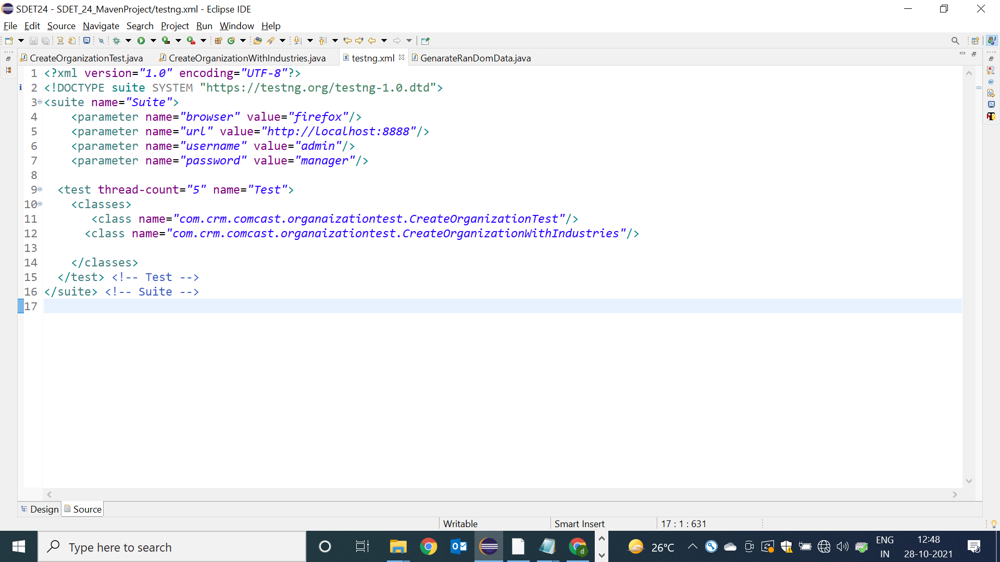 SDET24 - SDET_24_MavenProject/testng.xml - Eclipse IDE
File Edit Source Navigate Search Project Run Window Help
CreateOrganizationTest.java CreateOrganizationWithIndustries.java testng.xml GenarateRanDomData.java
1 <?xml version="1.0" encoding="UTF-8"?>
2 <!DOCTYPE suite SYSTEM "https://testng.org/testng-1.0.dtd">
3 <suite name="Suite">
4 <parameter name="browser" value="firefox"/>
5 <parameter name="url" value="http://localhost:8888"/>
6 <parameter name="username" value="admin"/>
7 <parameter name="password" value="manager"/>
8
9 <test thread-count="5" name="Test">
10 <classes>
11 <class name="com.crm.comcast.organaizationtest.CreateOrganizationTest"/>
12 <class name="com.crm.comcast.organaizationtest.CreateOrganizationWithIndustries"/>
13
14 </classes>
15 </test> <!-- Test -->
16 </suite> <!-- Suite -->
17
Design Source
Writable Smart Insert 17 : 1 : 631
Type here to search 26°C ENG 12:48
IN 28-10-2021